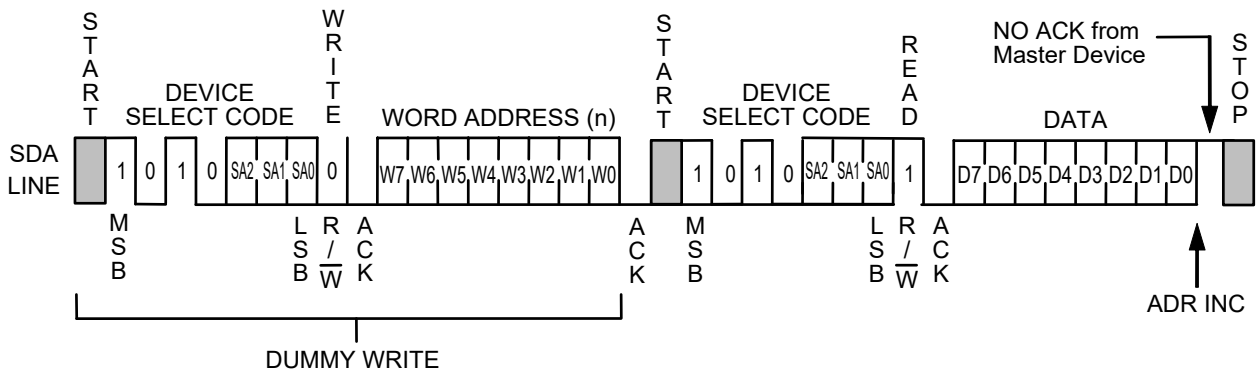 START
DEVICE
SELECT CODE
WRITE
WORD ADDRESS (n)
START
DEVICE
SELECT CODE
READ
DATA
NO ACK from
Master Device
STOP
SDA
LINE
1 0 1 0 SA2 SA1 SA0 0 W7 W6 W5 W4 W3 W2 W1 W0 1 0 1 0 SA2 SA1 SA0 1 D7 D6 D5 D4 D3 D2 D1 D0
MSB
LSB
R/W
ACK
ACK
MSB
LSB
R/W
ACK
ADR INC
DUMMY WRITE